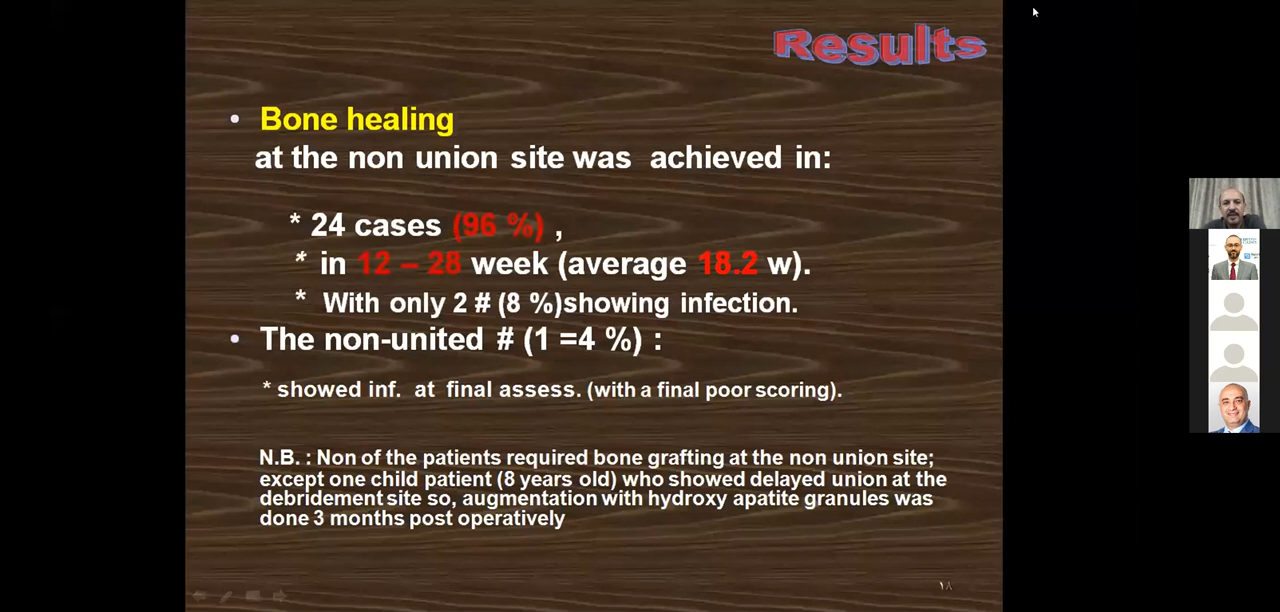 Results
• Bone healing
at the non union site was achieved in:
* 24 cases (96 %) ,
* in 12 – 28 week (average 18.2 w).
* With only 2 # (8 %)showing infection.
• The non-united # (1 =4 %) :
* showed inf. at final assess. (with a final poor scoring).
N.B. : Non of the patients required bone grafting at the non union site;
except one child patient (8 years old) who showed delayed union at the
debridement site so, augmentation with hydroxy apatite granules was
done 3 months post operatively
١٨